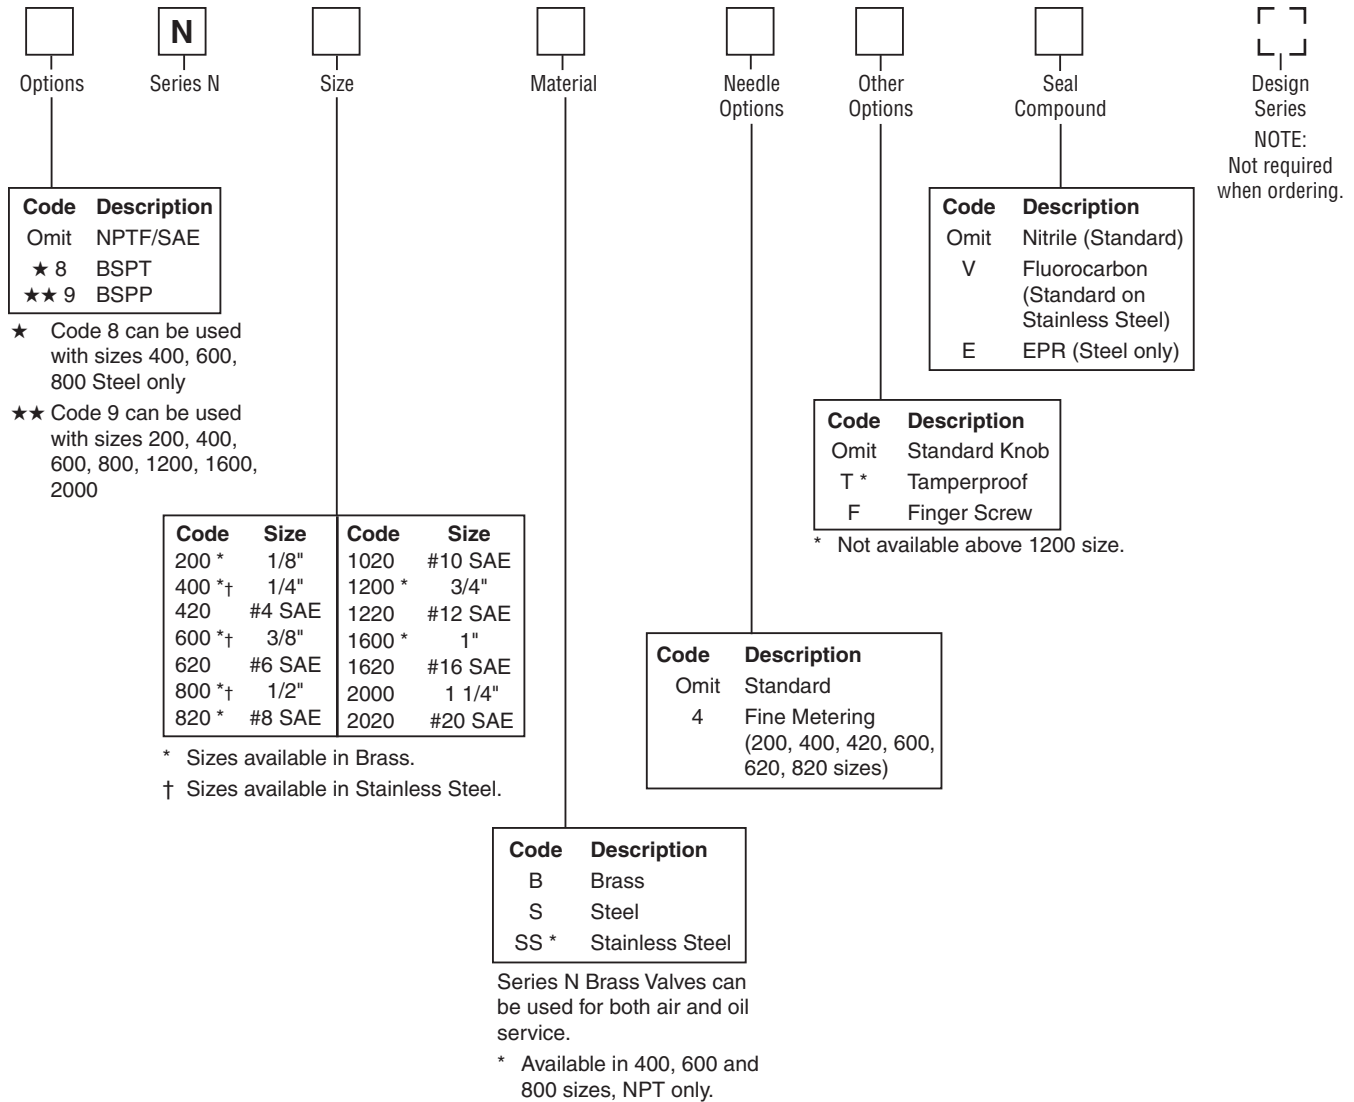 N
Options
Series N
Size
Material
Needle
Options
Other
Options
Seal
Compound
Design
Series
NOTE:
Not required
when ordering.
Code Description
Omit NPTF/SAE
★ 8 BSPT
★★ 9 BSPP
★ Code 8 can be used
with sizes 400, 600,
800 Steel only
★★ Code 9 can be used
with sizes 200, 400,
600, 800, 1200, 1600,
2000
Code Description
Omit Nitrile (Standard)
V Fluorocarbon
(Standard on
Stainless Steel)
E EPR (Steel only)
Code Description
Omit Standard Knob
T * Tamperproof
F Finger Screw
* Not available above 1200 size.
Code Size Code Size
200 * 1/8" 1020 #10 SAE
400 *† 1/4" 1200 * 3/4"
420 #4 SAE 1220 #12 SAE
600 *† 3/8" 1600 * 1"
620 #6 SAE 1620 #16 SAE
800 *† 1/2" 2000 1 1/4"
820 * #8 SAE 2020 #20 SAE
* Sizes available in Brass.
† Sizes available in Stainless Steel.
Code Description
Omit Standard
4 Fine Metering
(200, 400, 420, 600,
620, 820 sizes)
Code Description
B Brass
S Steel
SS * Stainless Steel
Series N Brass Valves can
be used for both air and oil
service.
* Available in 400, 600 and
800 sizes, NPT only.